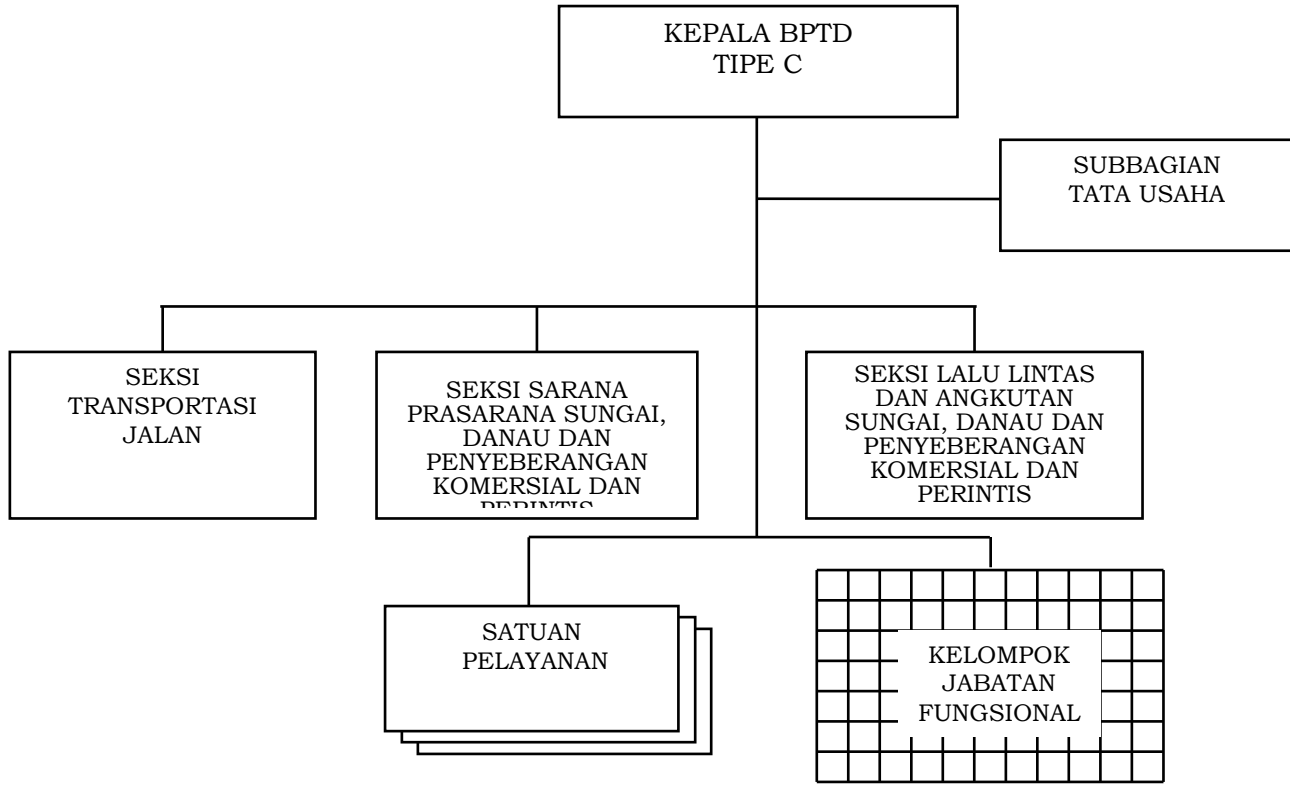 KEPALA BPTD
TIPE C
SUBBAGIAN
TATA USAHA
SEKSI
TRANSPORTASI
JALAN
SEKSI SARANA
PRASARANA SUNGAI,
DANAU DAN
PENYEBERANGAN
KOMERSIAL DAN
PERINTIS
SEKSI LALU LINTAS
DAN ANGKUTAN
SUNGAI, DANAU DAN
PENYEBERANGAN
KOMERSIAL DAN
PERINTIS
SATUAN
PELAYANAN
KELOMPOK
JABATAN
FUNGSIONAL